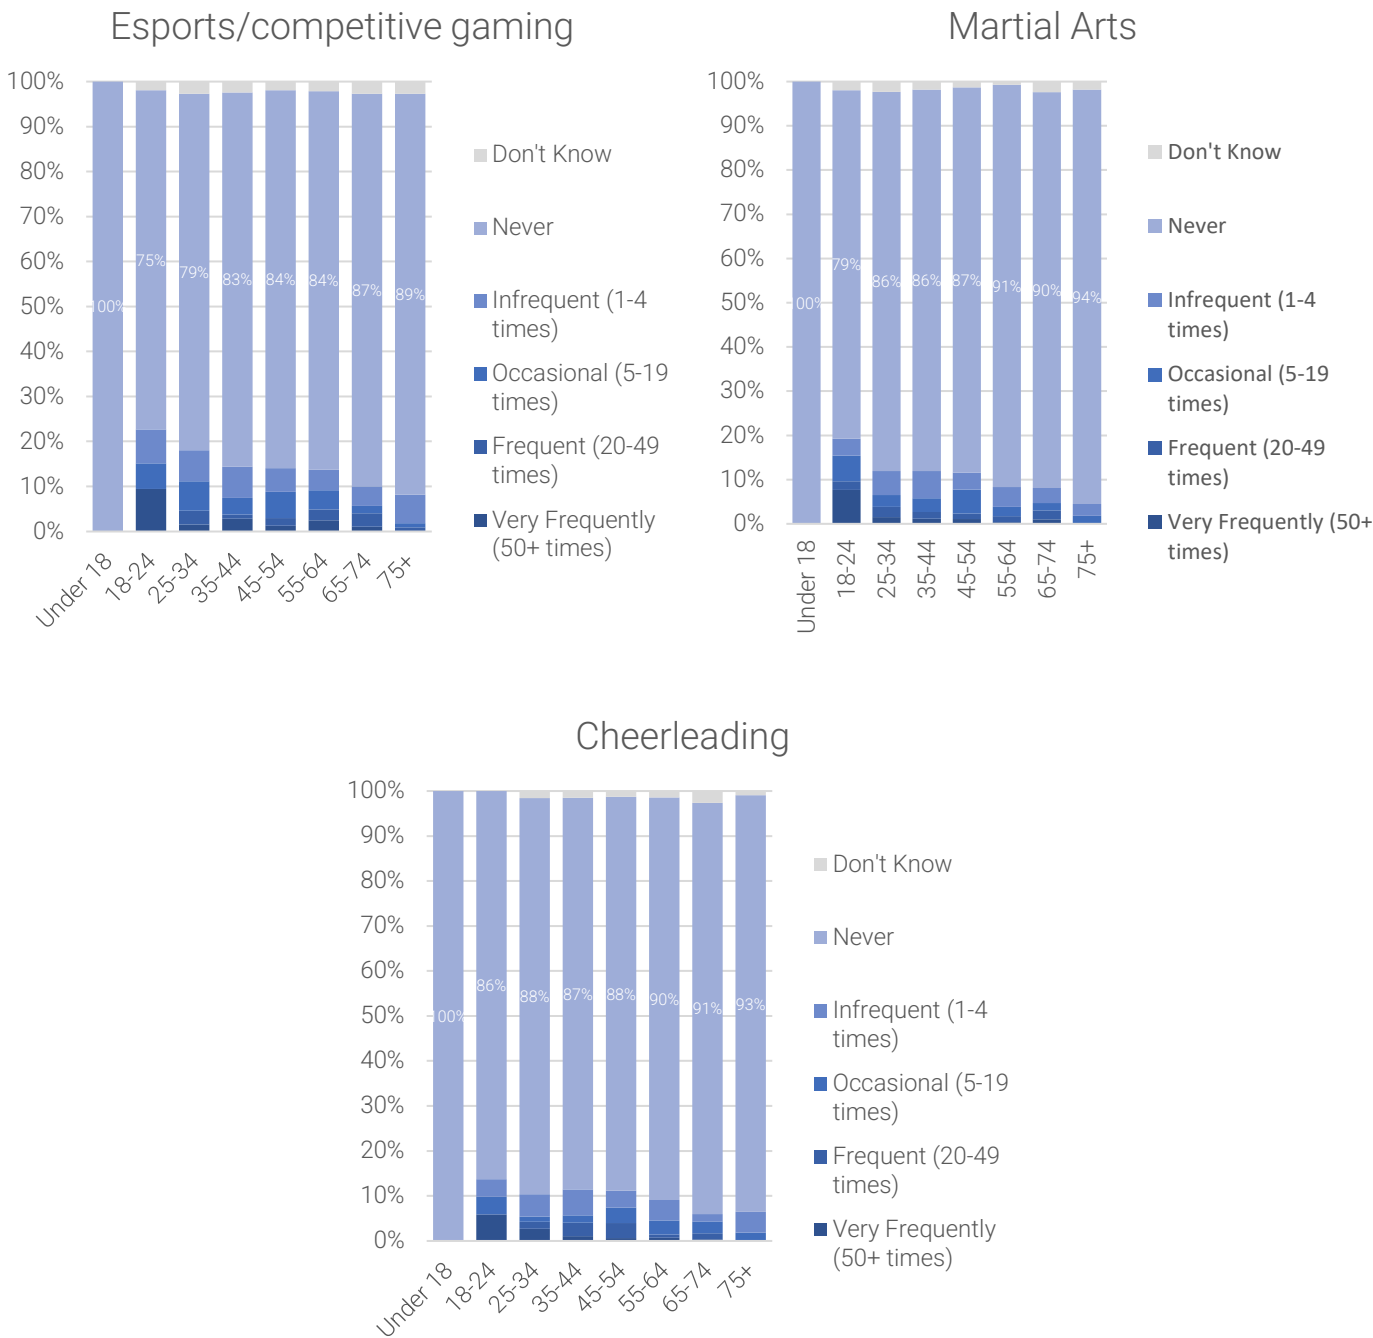 Esports/competitive gaming
100%
90%
80%
70%
60%
50%
40%
30%
20%
10%
0%
100%
75%
79%
83%
84%
84%
87%
89%
Under 18
18-24
25-34
35-44
45-54
55-64
65-74
75+
Don't Know
Never
Infrequent (1-4
times)
Occasional (5-19
times)
Frequent (20-49
times)
Very Frequently
(50+ times)
Martial Arts
100%
90%
80%
70%
60%
50%
40%
30%
20%
10%
0%
100%
79%
86%
86%
87%
91%
90%
94%
Under 18
18-24
25-34
35-44
45-54
55-64
65-74
75+
Don't Know
Never
Infrequent (1-4
times)
Occasional (5-19
times)
Frequent (20-49
times)
Very Frequently (50+
times)
Cheerleading
100%
90%
80%
70%
60%
50%
40%
30%
20%
10%
0%
100%
86%
88%
87%
88%
90%
91%
93%
Under 18
18-24
25-34
35-44
45-54
55-64
65-74
75+
Don't Know
Never
Infrequent (1-4
times)
Occasional (5-19
times)
Frequent (20-49
times)
Very Frequently
(50+ times)